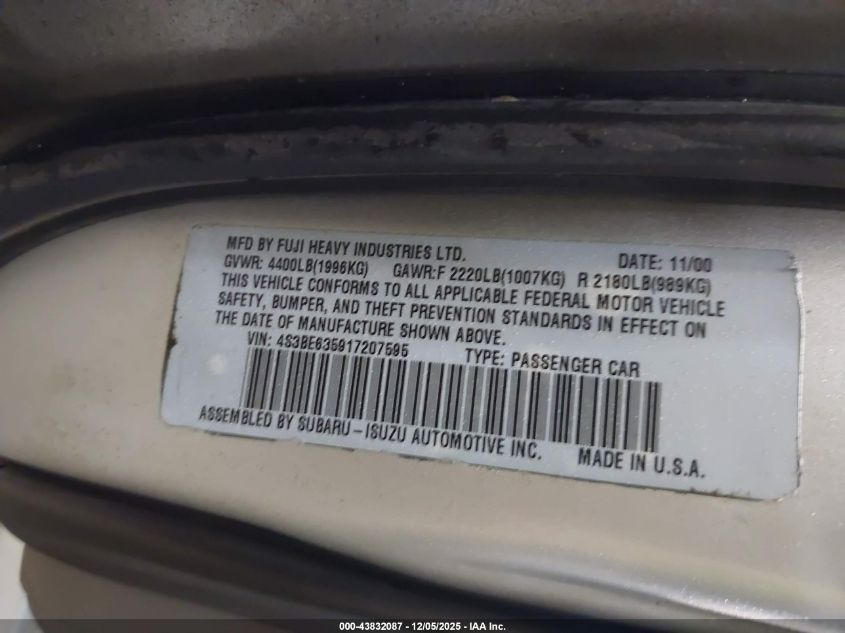 MFD BY FUJI HEAVY INDUSTRIES LTD. DATE: 11/00
GVWR: 4400LB(1996KG) GAWR:F 2220LB(1007KG) R 2180LB(989KG)
THIS VEHICLE CONFORMS TO ALL APPLICABLE FEDERAL MOTOR VEHICLE
SAFETY, BUMPER, AND THEFT PREVENTION STANDARDS IN EFFECT ON
THE DATE OF MANUFACTURE SHOWN ABOVE.
VIN: 4S3BE635917207595 TYPE: PASSENGER CAR
ASSEMBLED BY SUBARU-ISUZU AUTOMOTIVE INC. MADE IN U.S.A.
000-43832087 - 12/05/2025 - IAA Inc.